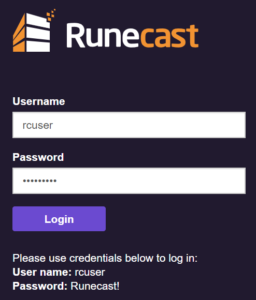 Runecast
Username
rcuser
Password
•••••••••
Login
Please use credentials below to log in:
User name: rcuser
Password: Runecast!